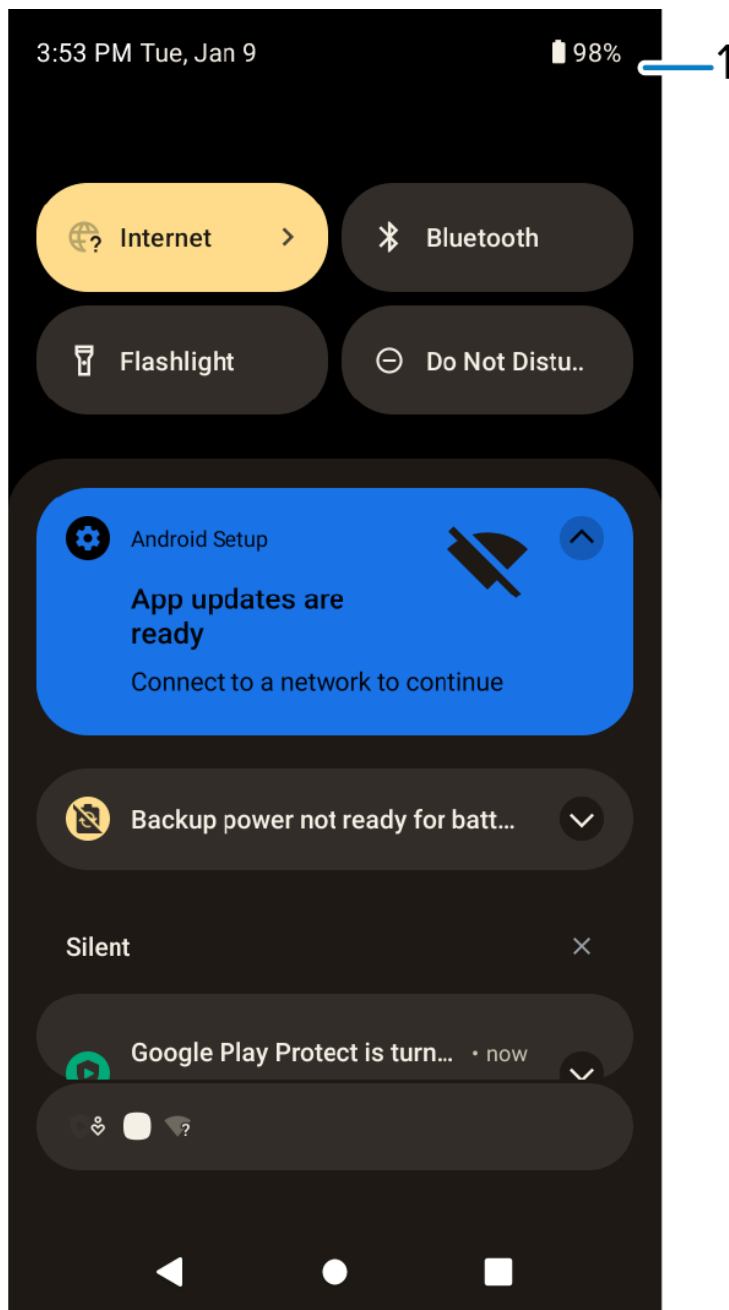 3:53 PM Tue, Jan 9 98% 1
Internet Bluetooth
Flashlight Do Not Distu..
Android Setup
App updates are
ready
Connect to a network to continue
Backup power not ready for batt...
Silent
Google Play Protect is turn... • now